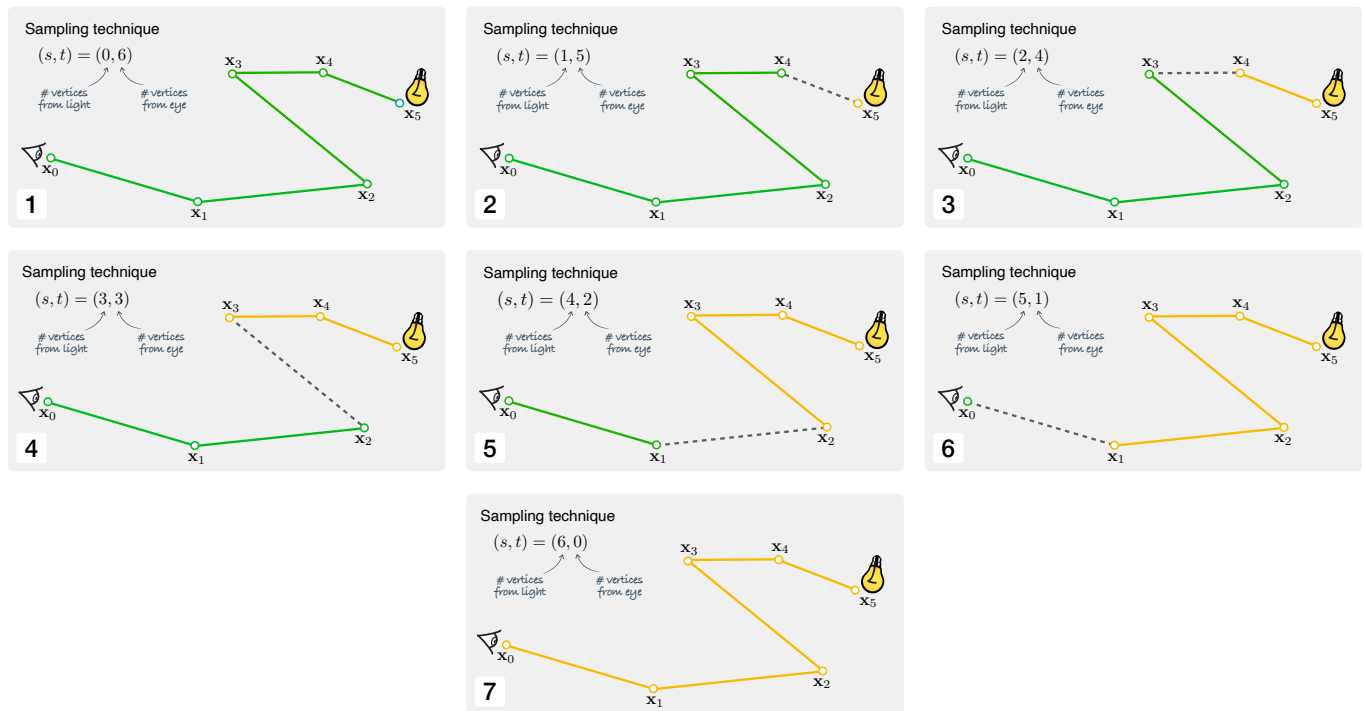 Sampling technique
(s, t) = (0, 6)
# vertices from light
# vertices from eye
x₃
x₄
x₅
x₀
x₁
x₂
1
Sampling technique
(s, t) = (1, 5)
# vertices from light
# vertices from eye
x₃
x₄
x₅
x₀
x₁
x₂
2
Sampling technique
(s, t) = (2, 4)
# vertices from light
# vertices from eye
x₃
x₄
x₅
x₀
x₁
x₂
3
Sampling technique
(s, t) = (3, 3)
# vertices from light
# vertices from eye
x₃
x₄
x₅
x₀
x₁
x₂
4
Sampling technique
(s, t) = (4, 2)
# vertices from light
# vertices from eye
x₃
x₄
x₅
x₀
x₁
x₂
5
Sampling technique
(s, t) = (5, 1)
# vertices from light
# vertices from eye
x₃
x₄
x₅
x₀
x₁
x₂
6
Sampling technique
(s, t) = (6, 0)
# vertices from light
# vertices from eye
x₃
x₄
x₅
x₀
x₁
x₂
7